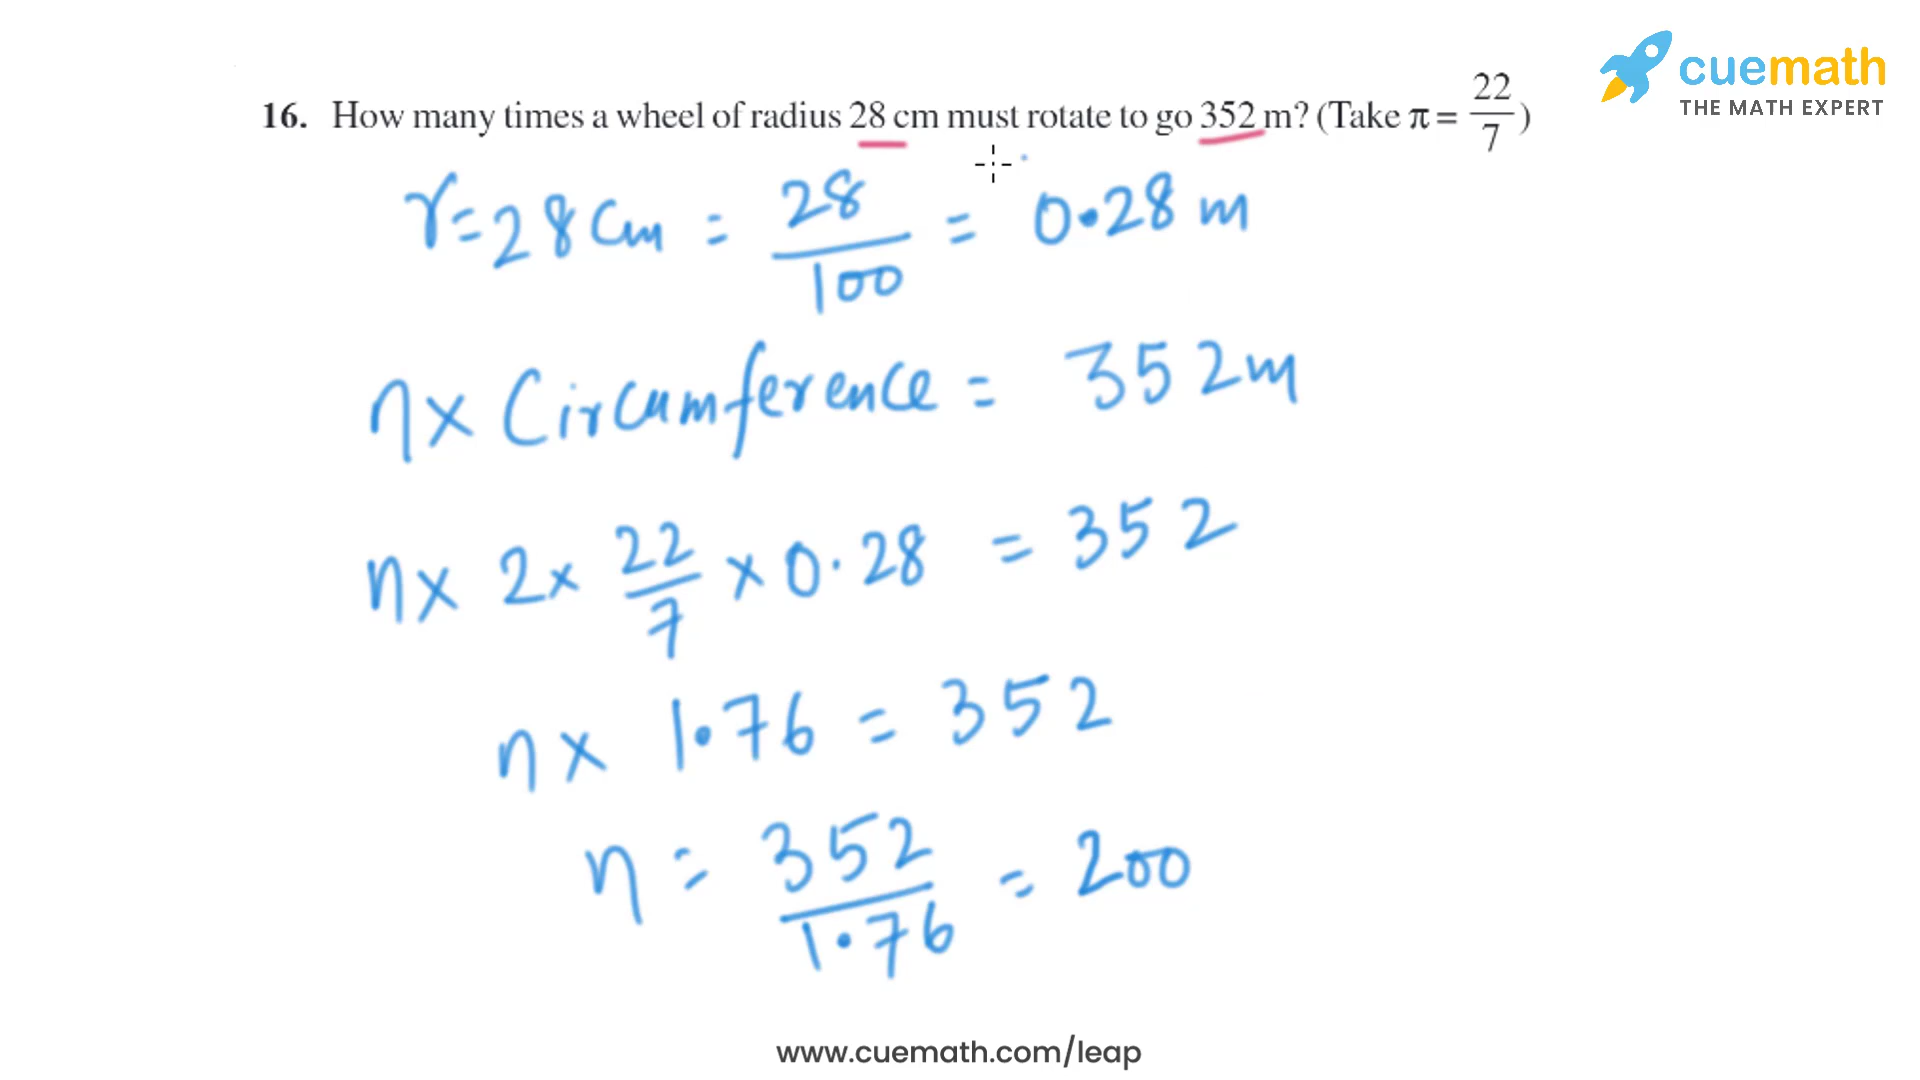 cuemath
THE MATH EXPERT
16. How many times a wheel of radius 28 cm must rotate to go 352 m? (Take π = 22/7)
r = 28 cm = 28/100 = 0.28 m
n × Circumference = 352 m
n × 2 × 22/7 × 0.28 = 352
n × 1.76 = 352
n = 352/1.76 = 200
www.cuemath.com/leap